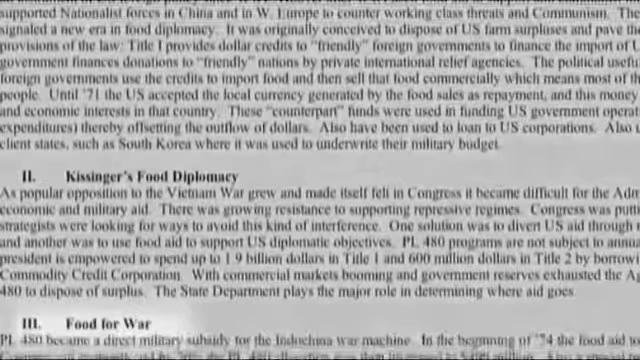 supported Nationalist forces in China and in W. Europe to counter working class threats and Communism. The
signaled a new era in food diplomacy. It was originally conceived to dispose of US farm surpluses and pave the
provisions of the law: Title I provides dollar credits to "friendly" foreign governments to finance the import of
government finances donations to "friendly" nations by private international relief agencies. The political useful
foreign governments use the credits to import food and then sell that food commercially which means most of th
people. Until '71 the US accepted the local currency generated by the food sales as repayment, and this money
and economic interests in that country. These "counterpart" funds were used in funding US government operat
expenditures) thereby offsetting the outflow of dollars. Also have been used to loan to US corporations. Also
client states, such as South Korea where it was used to underwrite their military budget.
II. Kissinger's Food Diplomacy
As popular opposition to the Vietnam War grew and made itself felt in Congress it became difficult for the Adm
economic and military aid. There was growing resistance to supporting repressive regimes. Congress was putt
strategists were looking for ways to avoid this kind of interference. One solution was to divert US aid through
and another was to use food aid to support US diplomatic objectives. PL 480 programs are not subject to annu
president is empowered to spend up to 1.9 billion dollars in Title 1 and 600 million dollars in Title 2 by borrowi
Commodity Credit Corporation. With commercial markets booming and government reserves exhausted the A
480 to dispose of surplus. The State Department plays the major role in determining where aid goes.
III. Food for War
PL 480 became a direct military subsidy for the Indochina war machine. In the beginning of '74 the food aid